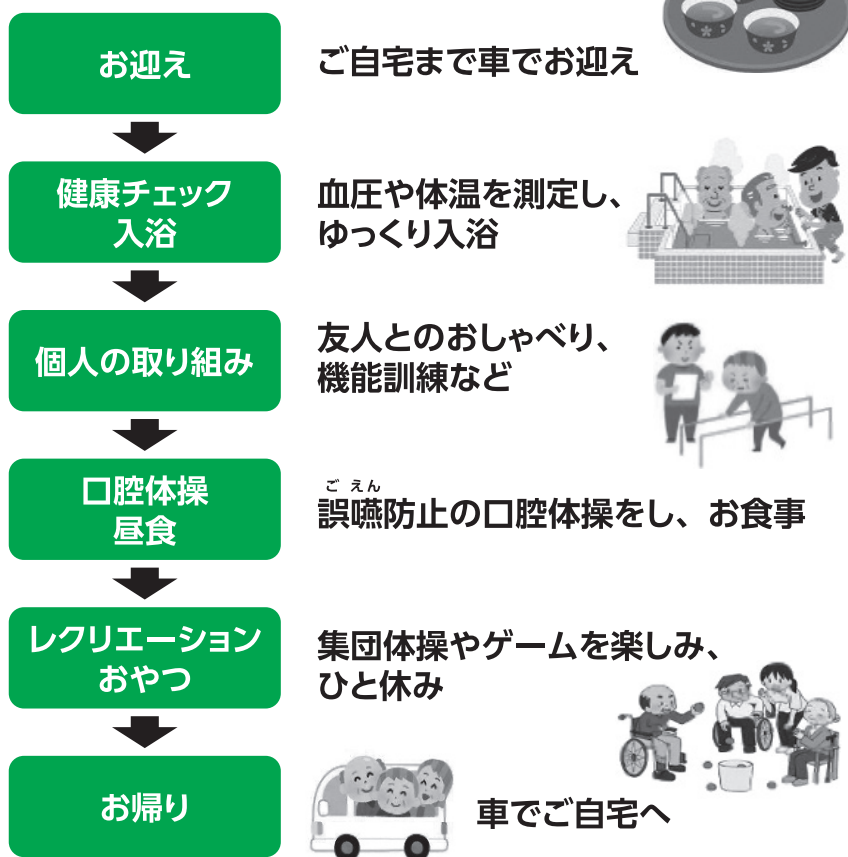 お迎え
ご自宅まで車でお迎え
健康チェック
入浴
血圧や体温を測定し、
ゆっくり入浴
個人の取り組み
友人とのおしゃべり、
機能訓練など
口腔体操
昼食
ごえん
誤嚥防止の口腔体操をし、お食事
レクリエーション
おやつ
集団体操やゲームを楽しみ、
ひと休み
お帰り
車でご自宅へ